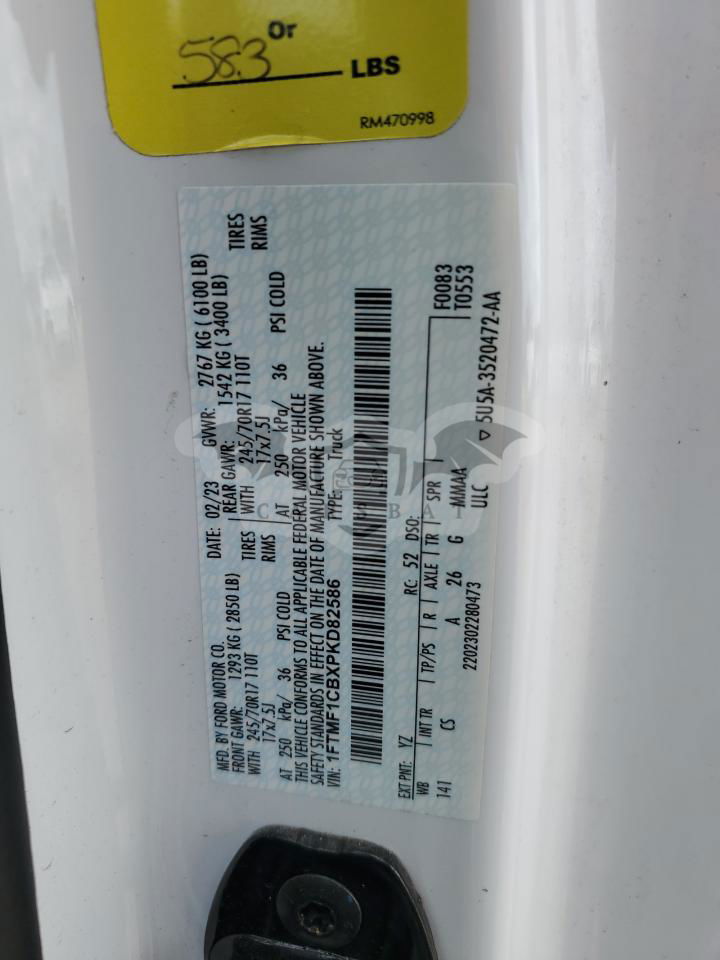 Or
583 LBS
RM470998
MFD. BY FORD MOTOR CO.
DATE: 02/23 GVWR: 2767 KG ( 6100 LB)
FRONT GAWR: 1293 KG ( 2850 LB)
REAR GAWR: 1542 KG ( 3400 LB)
WITH 245/70R17 110T TIRES
WITH 245/70R17 110T TIRES
17x7.5J RIMS
17x7.5J RIMS
AT 250 kPa/ 36 PSI COLD
AT 250 kPa/ 36 PSI COLD
THIS VEHICLE CONFORMS TO ALL APPLICABLE FEDERAL MOTOR VEHICLE
SAFETY STANDARDS IN EFFECT ON THE DATE OF MANUFACTURE SHOWN ABOVE.
VIN: 1FTMF1CBXPKD82586 TYPE: Truck
F0083
T0553
EXT PNT: YZ RC: 52 DSO:
WB INT TR TP/PS R AXLE TR SPR
141 CS A 26 G MMAA
2202302280473 ULC ▽ 5U5A-3520472-AA